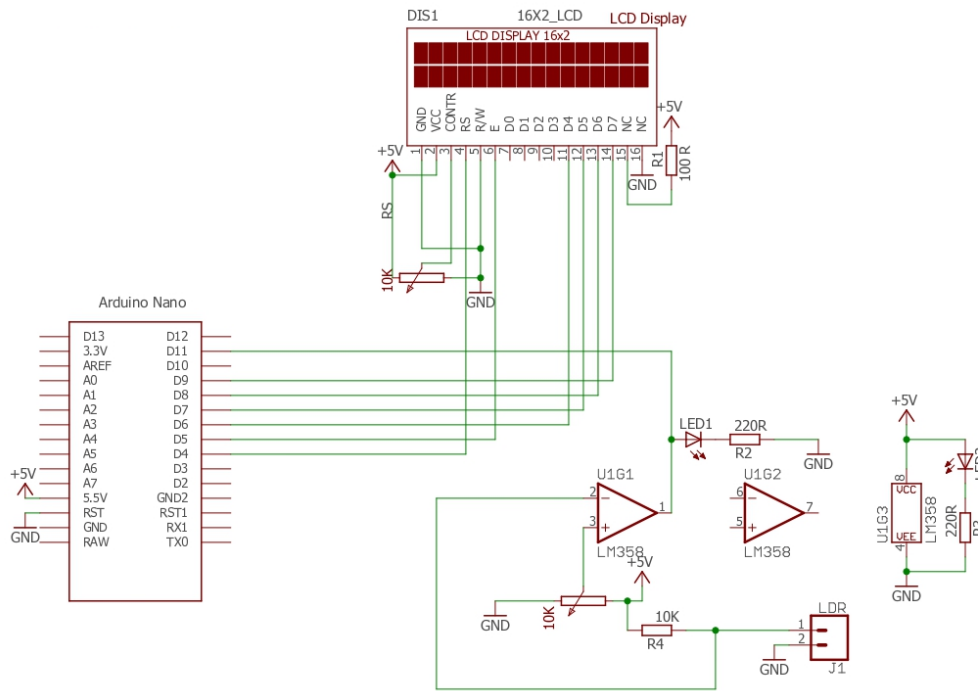 DIS1 16X2_LCD LCD Display
LCD DISPLAY 16x2
GND VCC CONTR RS R/W E D0 D1 D2 D3 D4 D5 D6 D7 NC NC
1 2 3 4 5 6 7 8 9 10 11 12 13 14 15 16
+5V
R1
100 R
GND
+5V
RS
10K
GND
Arduino Nano
D13 D12
3.3V D11
AREF D10
A0 D9
A1 D8
A2 D7
A3 D6
A4 D5
A5 D4
A6 D3
A7 D2
5.5V GND2
RST RST1
GND RX1
RAW TX0
+5V
GND
LED1
220R
R2
GND
U1G1
2
3
1
LM358
U1G2
6
5
7
LM358
+5V
8
VCC
U1G3
LM358
VEE
4
GND
220R
+5V
GND
10K
10K
R4
LDR
1
2
GND
J1